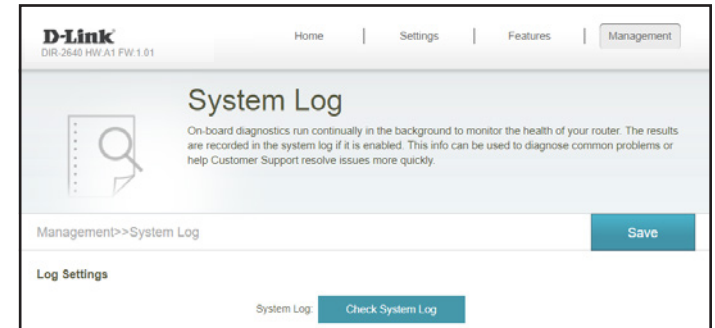 D-Link
DIR-2640 HW:A1 FW:1.01
Home | Settings | Features | Management
System Log
On-board diagnostics run continually in the background to monitor the health of your router. The results
are recorded in the system log if it is enabled. This info can be used to diagnose common problems or
help Customer Support resolve issues more quickly.
Management>>System Log
Save
Log Settings
System Log: Check System Log